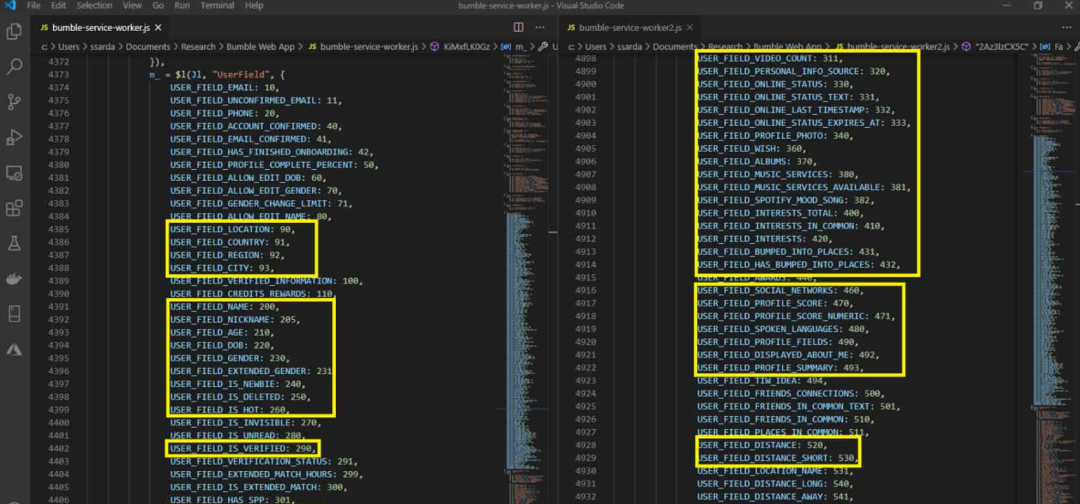 File Edit Selection View Go Run Terminal Help
bumble-service-worker.js - Visual Studio Code
JS bumble-service-worker.js
C: > Users > ssarda > Documents > Research > Bumble Web App > JS bumble-service-worker.js > KiMxfLK0Gz > m_ >
4372 }),
4373 m_ = $l(Jl, "UserField", {
4374 USER_FIELD_EMAIL: 10,
4375 USER_FIELD_UNCONFIRMED_EMAIL: 11,
4376 USER_FIELD_PHONE: 20,
4377 USER_FIELD_ACCOUNT_CONFIRMED: 40,
4378 USER_FIELD_EMAIL_CONFIRMED: 41,
4379 USER_FIELD_HAS_FINISHED_ONBOARDING: 42,
4380 USER_FIELD_PROFILE_COMPLETE_PERCENT: 50,
4381 USER_FIELD_ALLOW_EDIT_DOB: 60,
4382 USER_FIELD_ALLOW_EDIT_GENDER: 70,
4383 USER_FIELD_GENDER_CHANGE_LIMIT: 71,
4384 USER_FIELD_ALLOW_EDIT_NAME: 80,
4385 USER_FIELD_LOCATION: 90,
4386 USER_FIELD_COUNTRY: 91,
4387 USER_FIELD_REGION: 92,
4388 USER_FIELD_CITY: 93,
4389 USER_FIELD_VERIFIED_INFORMATION: 100,
4390 USER_FIELD_CREDITS_REWARDS: 110,
4391 USER_FIELD_NAME: 200,
4392 USER_FIELD_NICKNAME: 205,
4393 USER_FIELD_AGE: 210,
4394 USER_FIELD_DOB: 220,
4395 USER_FIELD_GENDER: 230,
4396 USER_FIELD_EXTENDED_GENDER: 231
4397 USER_FIELD_IS_NEWBIE: 240,
4398 USER_FIELD_IS_DELETED: 250,
4399 USER_FIELD_IS_HOT: 260,
4400 USER_FIELD_IS_INVISIBLE: 270,
4401 USER_FIELD_IS_UNREAD: 280,
4402 USER_FIELD_IS_VERIFIED: 290,
4403 USER_FIELD_VERIFICATION_STATUS: 291,
4404 USER_FIELD_EXTENDED_MATCH_HOURS: 299,
4405 USER_FIELD_IS_EXTENDED_MATCH: 300,
4406 USER_FIELD_HAS_SPP: 301,
JS bumble-service-worker2.js
C: > Users > ssarda > Documents > Research > Bumble Web App > JS bumble-service-worker2.js > "2Az3lzCX5C" > Fa >
4898 USER_FIELD_VIDEO_COUNT: 311,
4899 USER_FIELD_PERSONAL_INFO_SOURCE: 320,
4900 USER_FIELD_ONLINE_STATUS: 330,
4901 USER_FIELD_ONLINE_STATUS_TEXT: 331,
4902 USER_FIELD_ONLINE_LAST_TIMESTAMP: 332,
4903 USER_FIELD_ONLINE_STATUS_EXPIRES_AT: 333,
4904 USER_FIELD_PROFILE_PHOTO: 340,
4905 USER_FIELD_WISH: 360,
4906 USER_FIELD_ALBUMS: 370,
4907 USER_FIELD_MUSIC_SERVICES: 380,
4908 USER_FIELD_MUSIC_SERVICES_AVAILABLE: 381,
4909 USER_FIELD_SPOTIFY_MOOD_SONG: 382,
4910 USER_FIELD_INTERESTS_TOTAL: 400,
4911 USER_FIELD_INTERESTS_IN_COMMON: 410,
4912 USER_FIELD_INTERESTS: 420,
4913 USER_FIELD_BUMPED_INTO_PLACES: 431,
4914 USER_FIELD_HAS_BUMPED_INTO_PLACES: 432,
4915 USER_FIELD_AWARDS: 440,
4916 USER_FIELD_SOCIAL_NETWORKS: 460,
4917 USER_FIELD_PROFILE_SCORE: 470,
4918 USER_FIELD_PROFILE_SCORE_NUMERIC: 471,
4919 USER_FIELD_SPOKEN_LANGUAGES: 480,
4920 USER_FIELD_PROFILE_FIELDS: 490,
4921 USER_FIELD_DISPLAYED_ABOUT_ME: 492,
4922 USER_FIELD_PROFILE_SUMMARY: 493,
4923 USER_FIELD_TIW_IDEA: 494,
4924 USER_FIELD_FRIENDS_CONNECTIONS: 500,
4925 USER_FIELD_FRIENDS_IN_COMMON_TEXT: 501,
4926 USER_FIELD_FRIENDS_IN_COMMON: 510,
4927 USER_FIELD_PLACES_IN_COMMON: 511,
4928 USER_FIELD_DISTANCE: 520,
4929 USER_FIELD_DISTANCE_SHORT: 530,
4930 USER_FIELD_LOCATION_NAME: 531,
4931 USER_FIELD_DISTANCE_LONG: 540,
4932 USER_FIELD_DISTANCE_AWAY: 541,